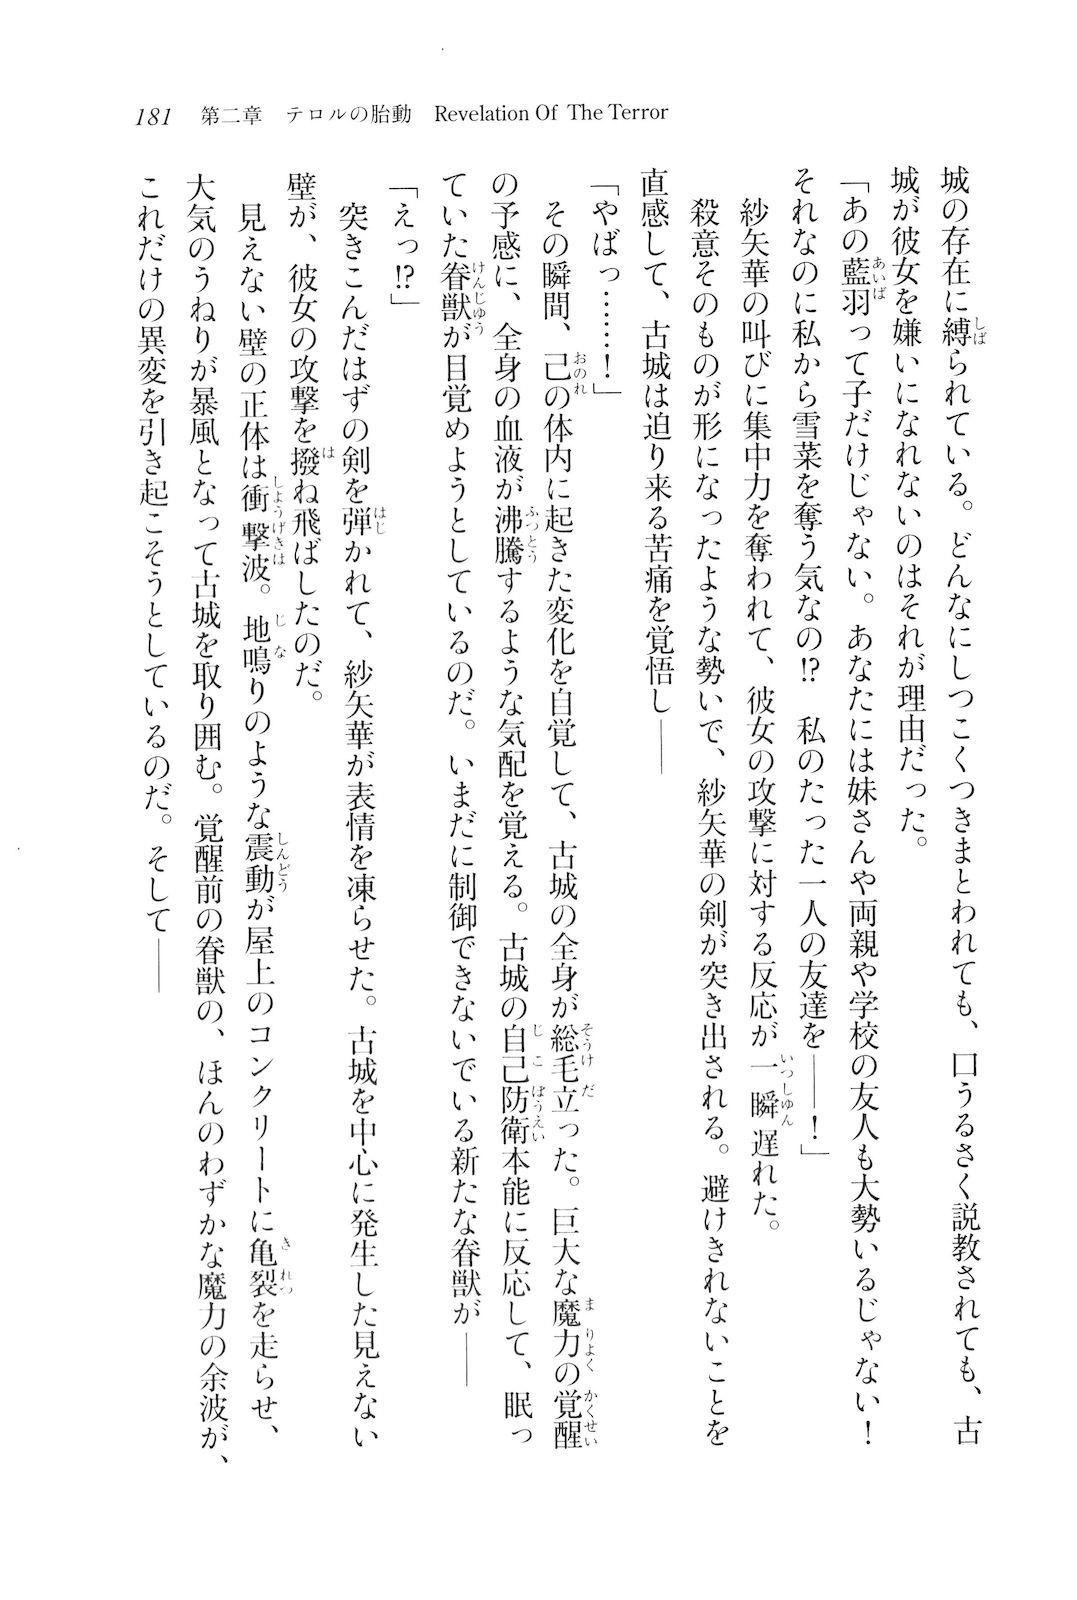 181 第二章 テロルの胎動 Revelation Of The Terror
城の存在に縛られている。どんなにしつこくつきまとわれても、口うるさく説教されても、古
城が彼女を嫌いになれないのはそれが理由だった。
「あの藍羽って子だけじゃない。あなたには妹さんや両親や学校の友人も大勢いるじゃない！
それなのに私から雪菜を奪う気なの!?　私のたった一人の友達を――！」
　紗矢華の叫びに集中力を奪われて、彼女の攻撃に対する反応が一瞬遅れた。
　殺意そのものが形になったような勢いで、紗矢華の剣が突き出される。避けきれないことを
直感して、古城は迫り来る苦痛を覚悟し――
「やばっ……！」
　その瞬間、己の体内に起きた変化を自覚して、古城の全身が総毛立った。巨大な魔力の覚醒
の予感に、全身の血液が沸騰するような気配を覚える。古城の自己防衛本能に反応して、眠っ
ていた眷獣が目覚めようとしているのだ。いまだに制御できないでいる新たな眷獣が――
「えっ!?」
　突きこんだはずの剣を弾かれて、紗矢華が表情を凍らせた。古城を中心に発生した見えない
壁が、彼女の攻撃を撥ね飛ばしたのだ。
　見えない壁の正体は衝撃波。地鳴りのような震動が屋上のコンクリートに亀裂を走らせ、
大気のうねりが暴風となって古城を取り囲む。覚醒前の眷獣の、ほんのわずかな魔力の余波が、
これだけの異変を引き起こそうとしているのだ。そして――